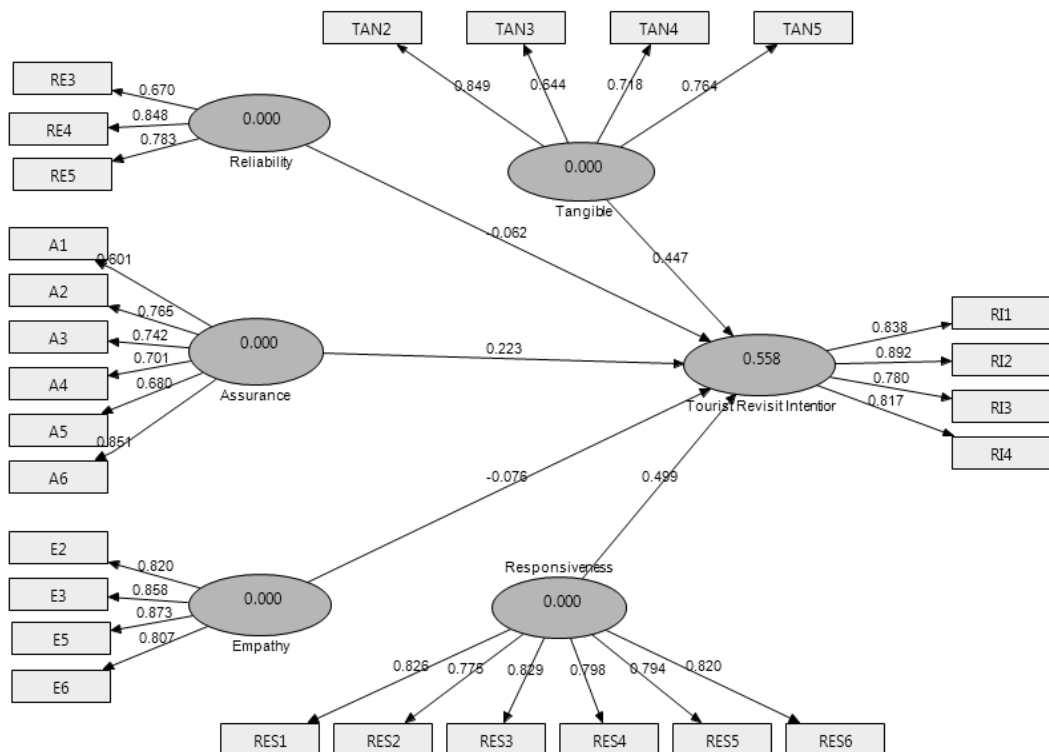 TAN2
TAN3
TAN4
TAN5
0.849
0.644
0.718
0.764
0.000
Tangible
0.447
RE3
RE4
RE5
0.670
0.848
0.783
0.000
Reliability
-0.062
A1
A2
A3
A4
A5
A6
0.601
0.765
0.742
0.701
0.680
0.851
0.000
Assurance
0.223
0.558
Tourist Revisit Intention
0.838
0.892
0.780
0.817
RI1
RI2
RI3
RI4
E2
E3
E5
E6
0.820
0.858
0.873
0.807
0.000
Empathy
-0.076
0.499
Responsiveness
0.000
0.826
0.775
0.829
0.798
0.794
0.820
RES1
RES2
RES3
RES4
RES5
RES6